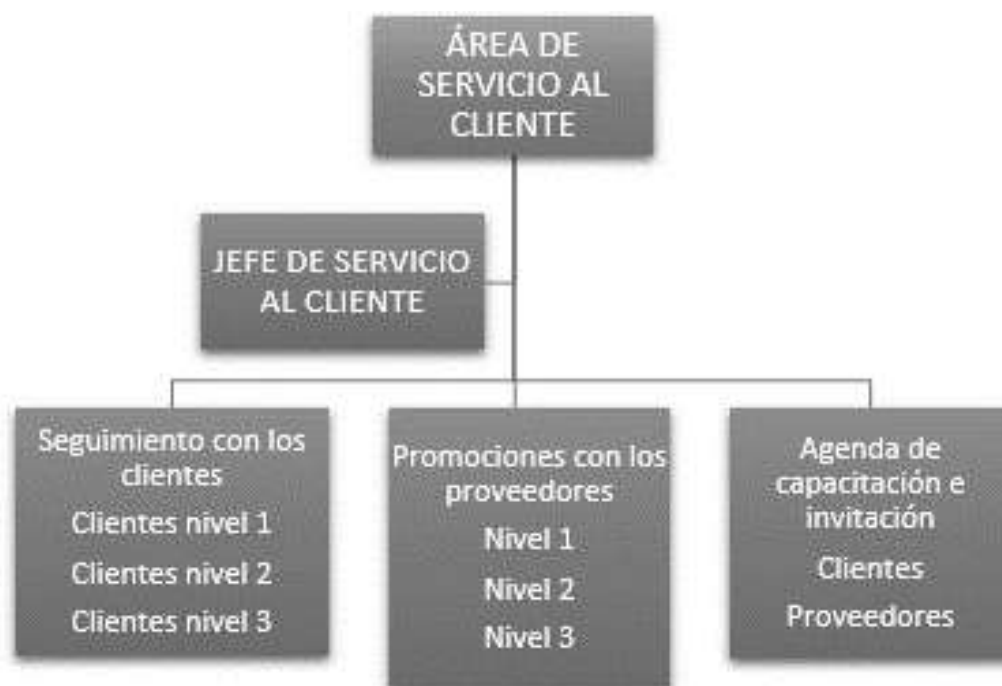 ÁREA DE
SERVICIO AL
CLIENTE
JEFE DE SERVICIO
AL CLIENTE
Seguimiento con los
clientes
Clientes nivel 1
Clientes nivel 2
Clientes nivel 3
Promociones con los
proveedores
Nivel 1
Nivel 2
Nivel 3
Agenda de
capacitación e
invitación
Clientes
Proveedores